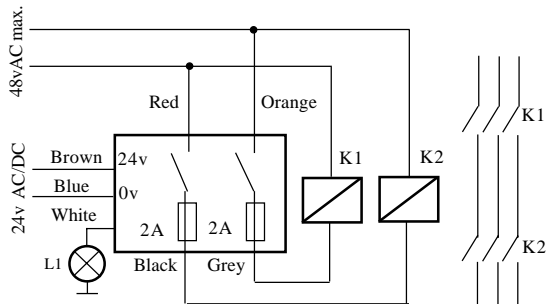 48vAC max.
Red
Orange
K1
K1
K2
24v AC/DC
Brown
24v
Blue
0v
White
2A
2A
L1
Black
Grey
K2